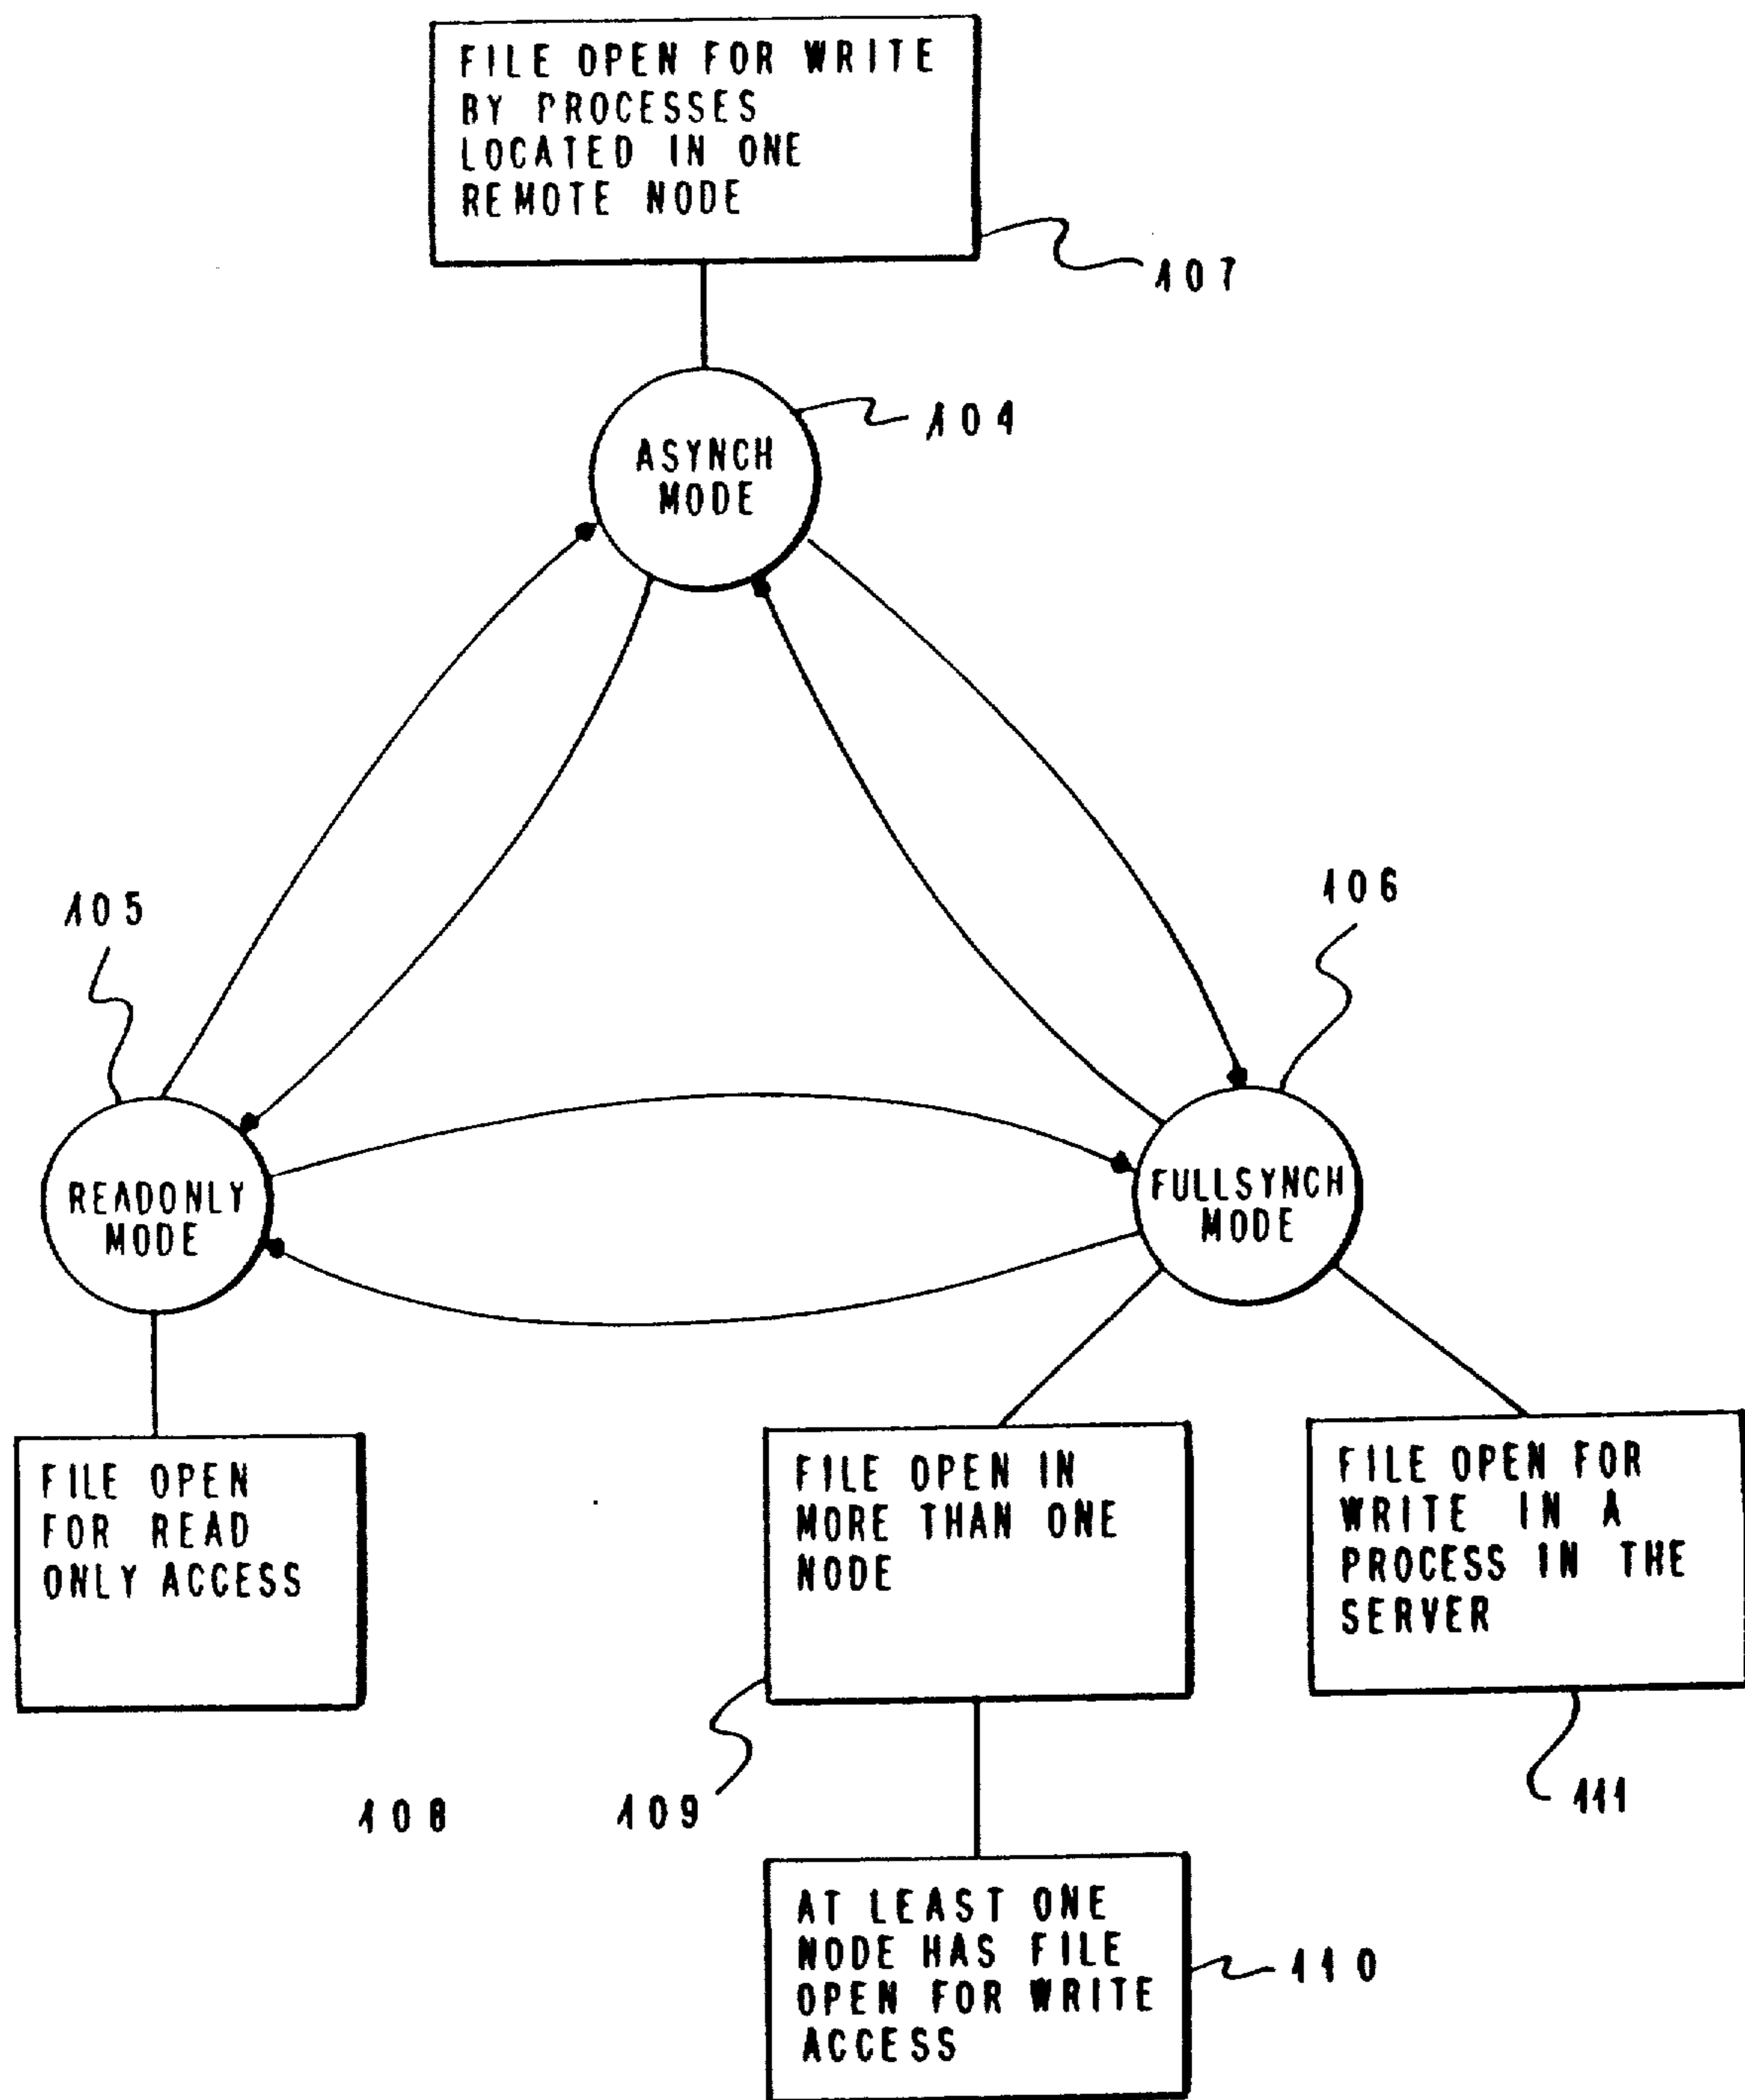 FILE OPEN FOR WRITE
BY PROCESSES
LOCATED IN ONE
REMOTE NODE
107
104
ASYNCH
MODE
105
106
READONLY
MODE
FULLSYNCH
MODE
FILE OPEN
FOR READ
ONLY ACCESS
108
FILE OPEN IN
MORE THAN ONE
NODE
109
FILE OPEN FOR
WRITE IN A
PROCESS IN THE
SERVER
111
AT LEAST ONE
NODE HAS FILE
OPEN FOR WRITE
ACCESS
110